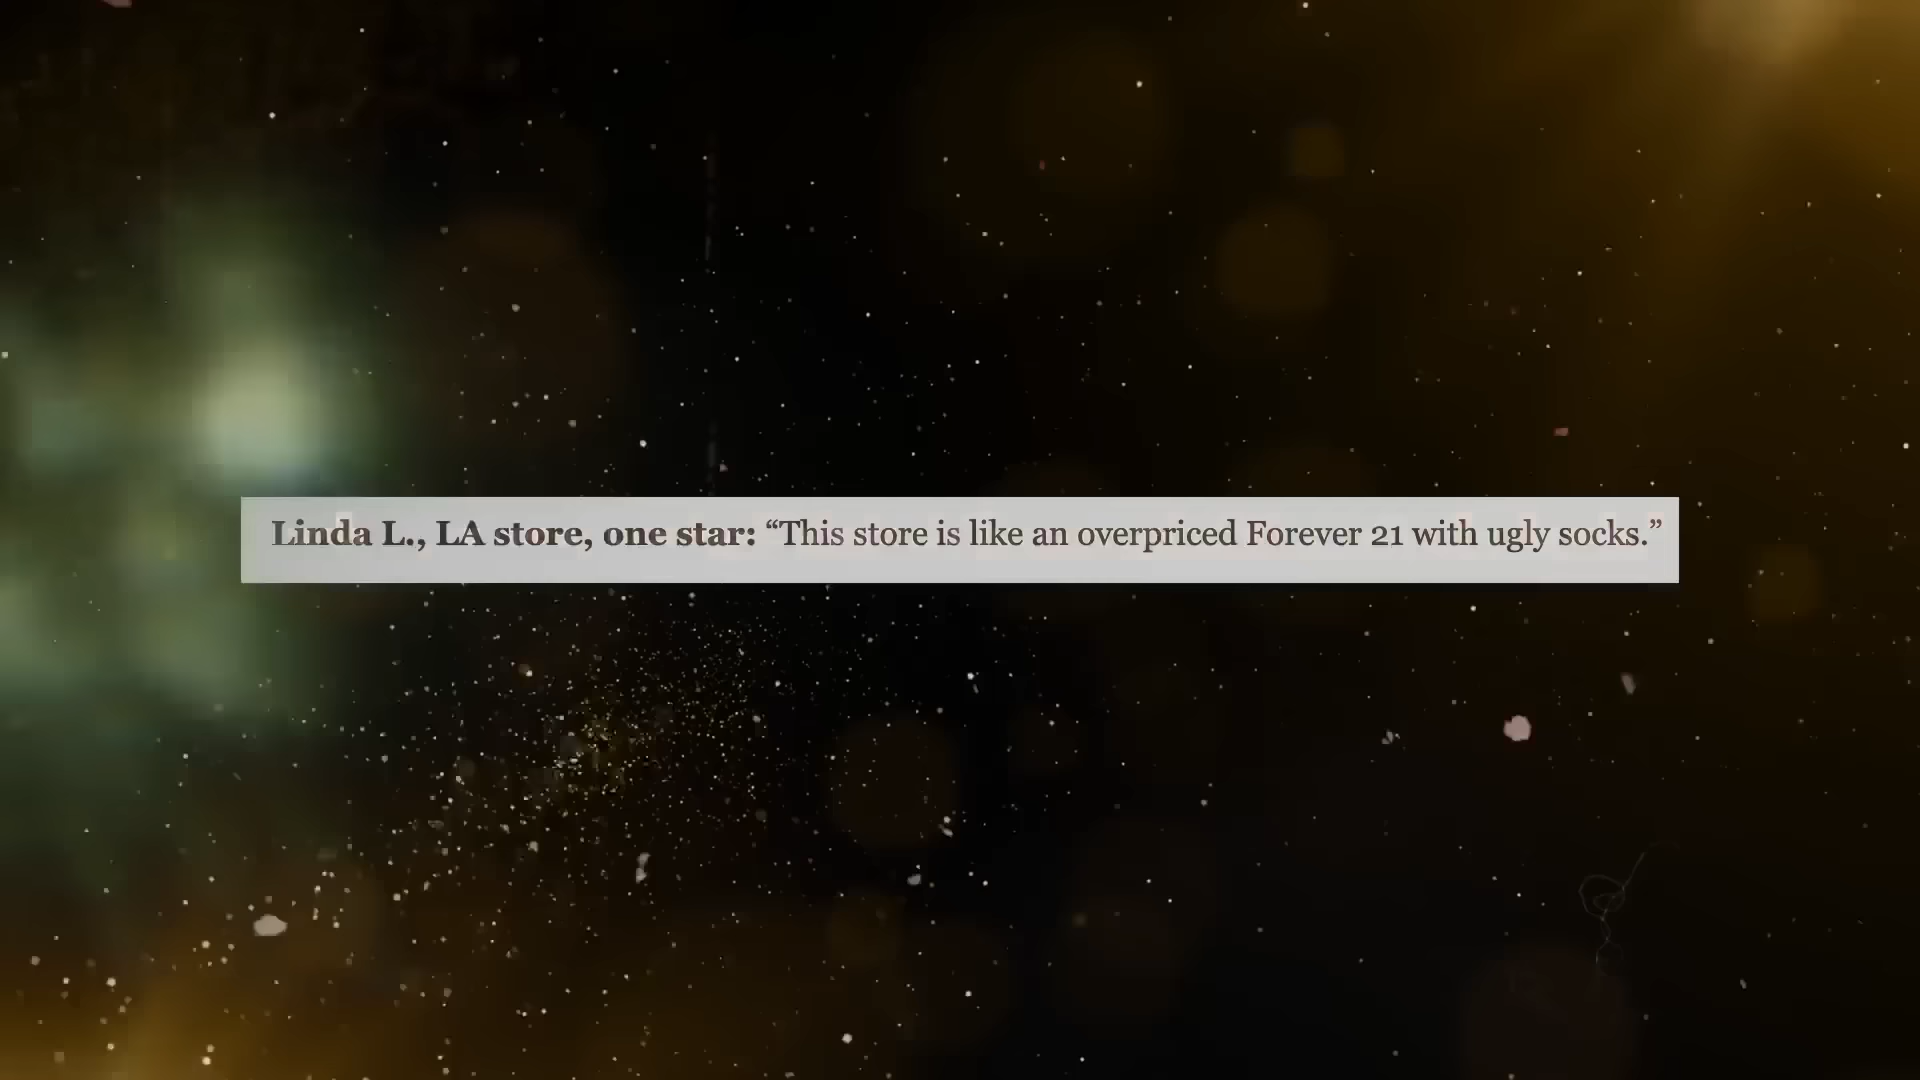 Linda L., LA store, one star: “This store is like an overpriced Forever 21 with ugly socks.”